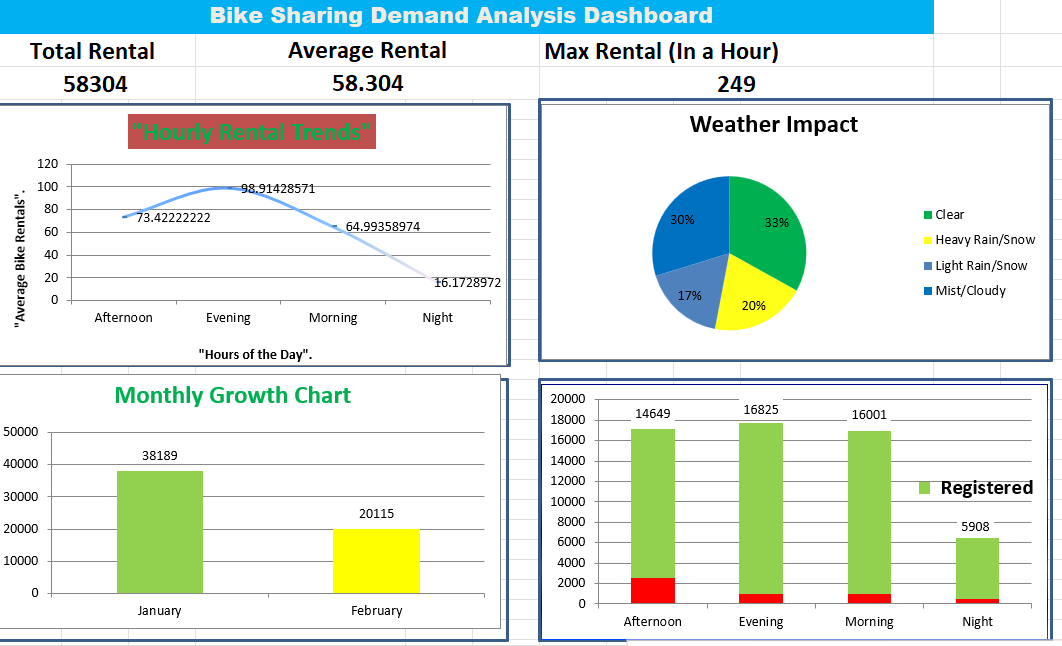 Bike Sharing Demand Analysis Dashboard
Total Rental
Average Rental
Max Rental (In a Hour)
58304
58.304
249
"Hourly Rental Trends"
"Average Bike Rentals".
120
100
80
60
40
20
0
73.42222222
98.91428571
64.99358974
16.1728972
Afternoon
Evening
Morning
Night
"Hours of the Day".
Weather Impact
30%
33%
17%
20%
Clear
Heavy Rain/Snow
Light Rain/Snow
Mist/Cloudy
Monthly Growth Chart
50000
40000
30000
20000
10000
0
38189
20115
January
February
20000
18000
16000
14000
12000
10000
8000
6000
4000
2000
0
14649
16825
16001
5908
Registered
Afternoon
Evening
Morning
Night